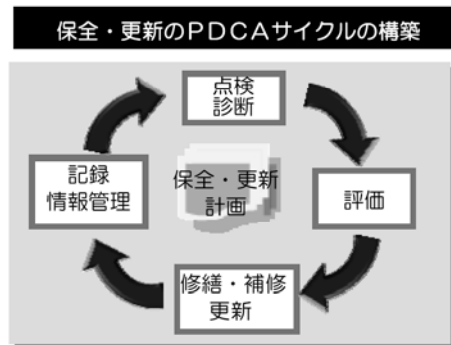 保全・更新のＰＤＣＡサイクルの構築
点検
診断
記録
情報管理
保全・更新
計画
評価
修繕・補修
更新